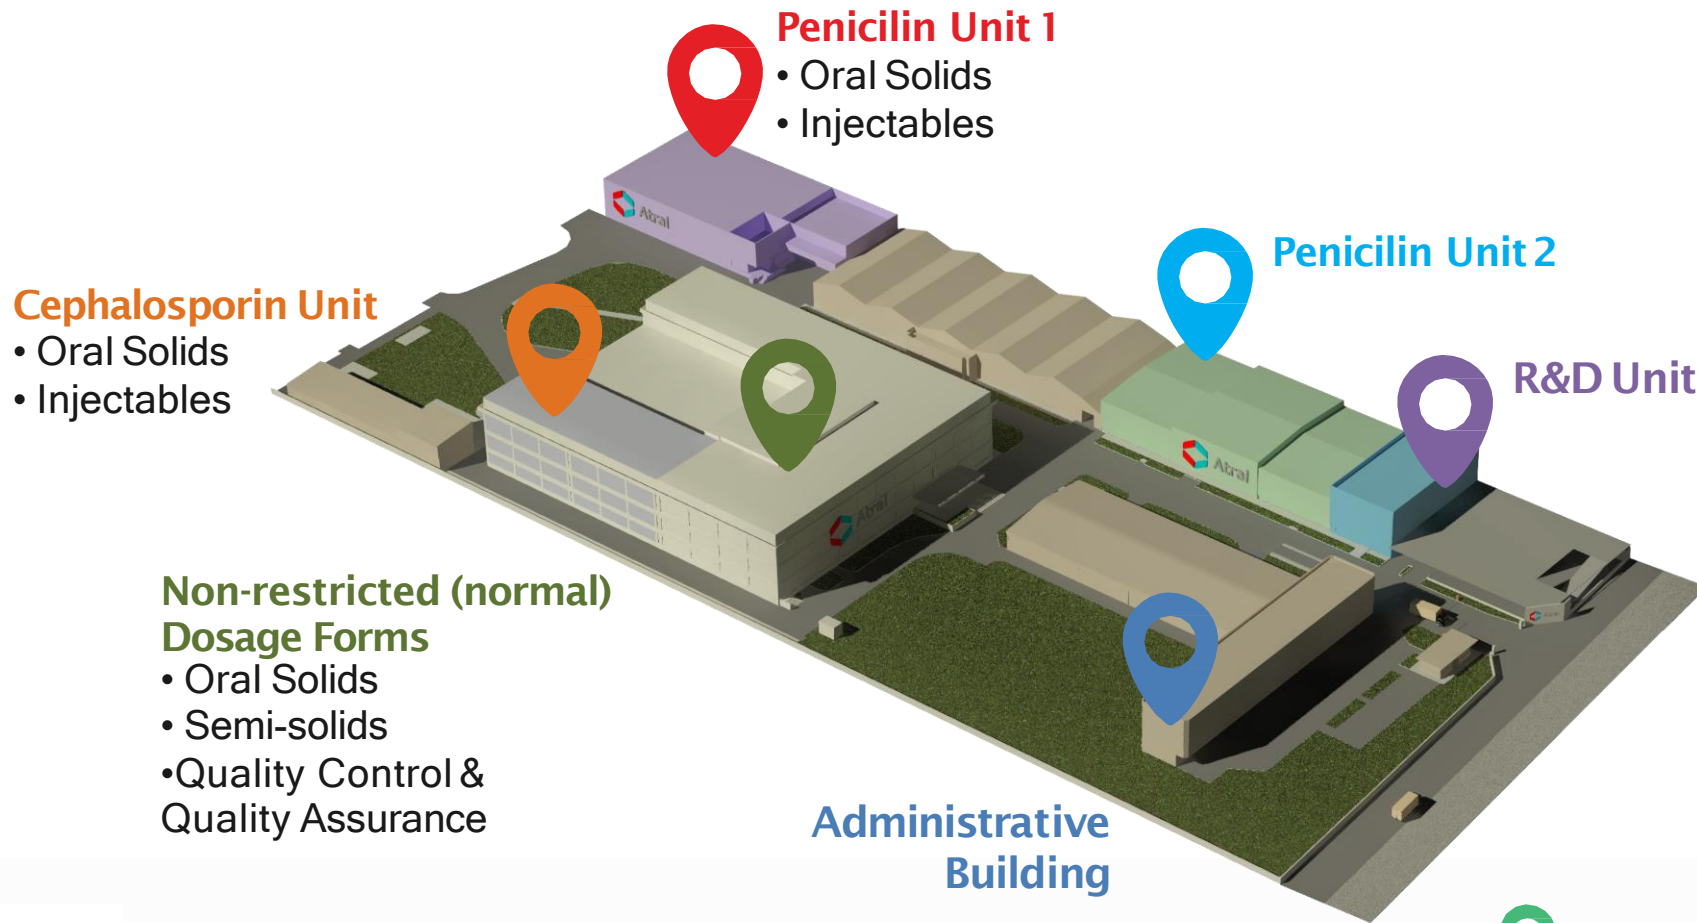 Penicilin Unit 1
• Oral Solids
• Injectables
Atral
Penicilin Unit 2
Cephalosporin Unit
• Oral Solids
• Injectables
R&D Unit
Atral
Atral
Non-restricted (normal)
Dosage Forms
• Oral Solids
• Semi-solids
•Quality Control &
Quality Assurance
Administrative
Building